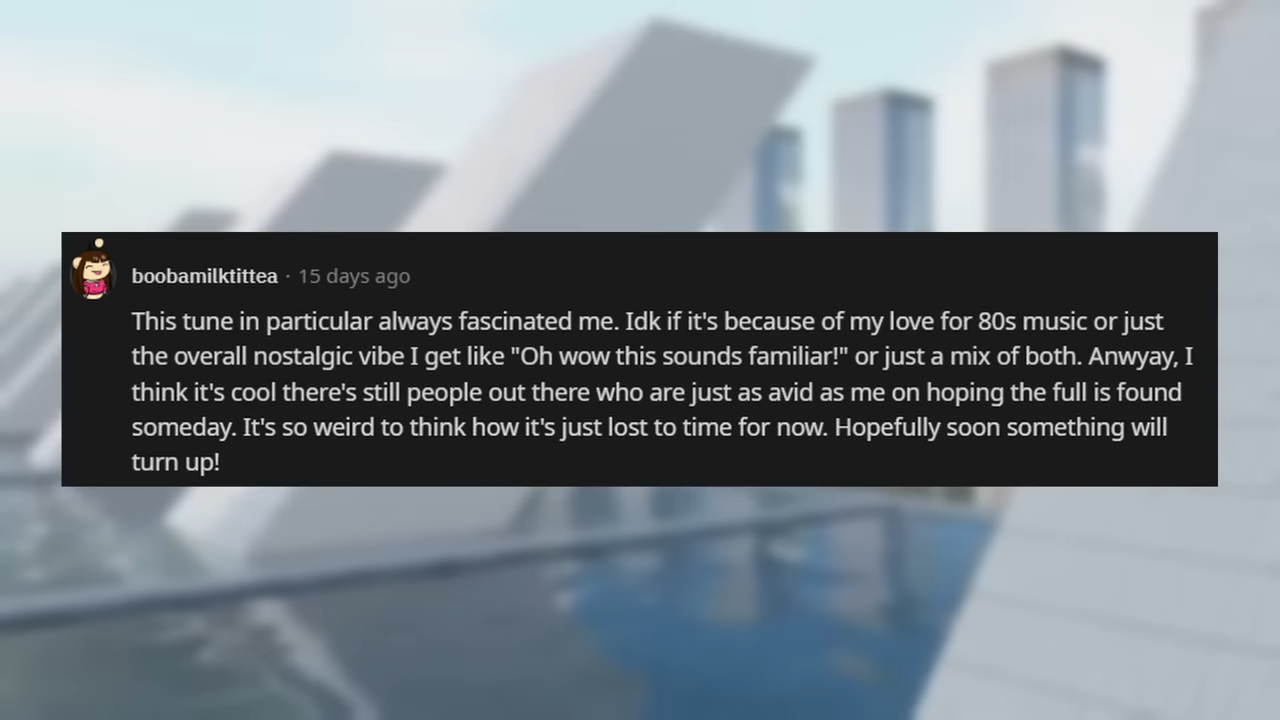 boobamilktittea · 15 days ago
This tune in particular always fascinated me. Idk if it's because of my love for 80s music or just
the overall nostalgic vibe I get like "Oh wow this sounds familiar!" or just a mix of both. Anwyay, I
think it's cool there's still people out there who are just as avid as me on hoping the full is found
someday. It's so weird to think how it's just lost to time for now. Hopefully soon something will
turn up!